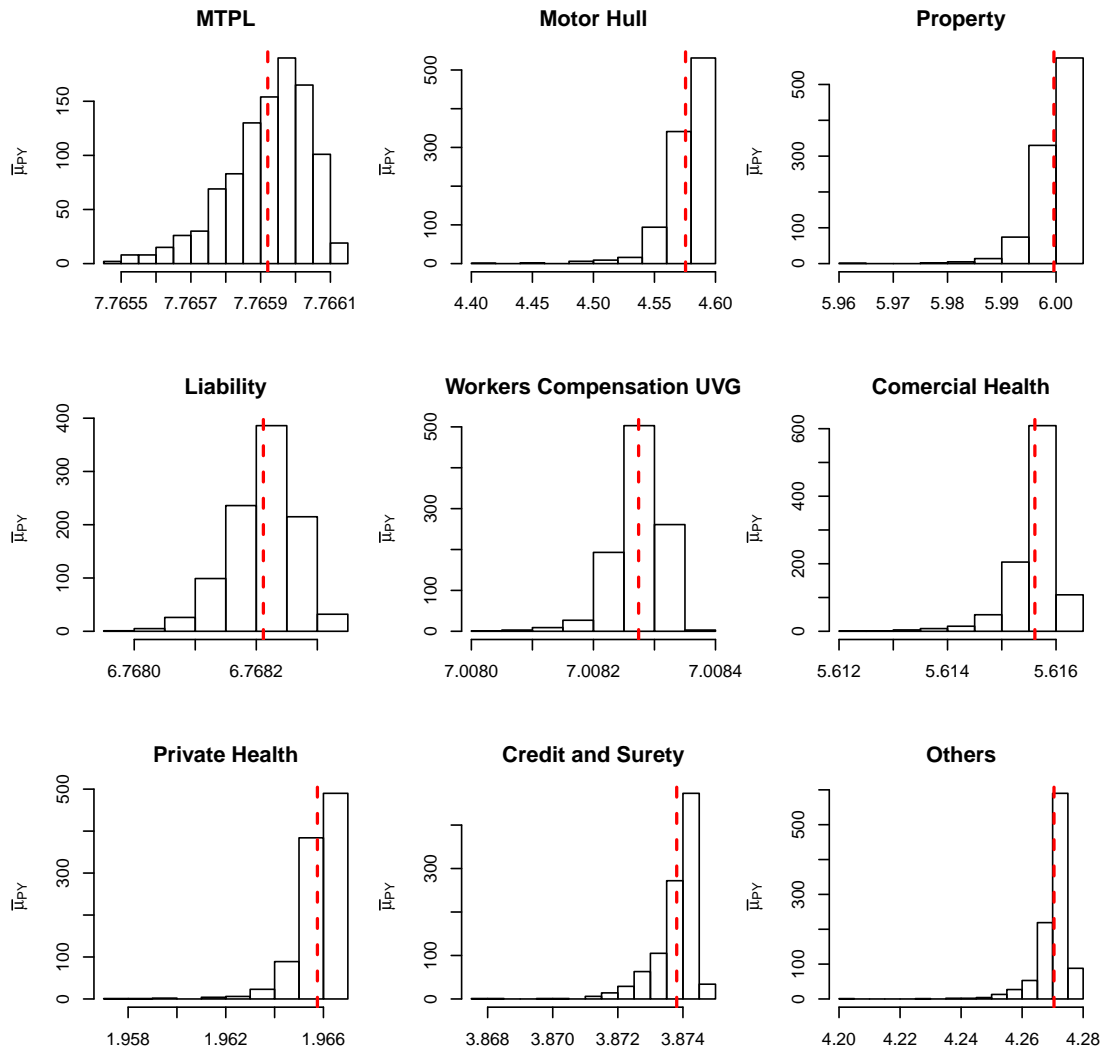 MTPL
μ̅PY
0 50 100 150
7.7655 7.7657 7.7659 7.7661
Motor Hull
μ̅PY
0 100 300 500
4.40 4.45 4.50 4.55 4.60
Property
μ̅PY
0 100 300 500
5.96 5.97 5.98 5.99 6.00
Liability
μ̅PY
0 100 200 300 400
6.7680 6.7682
Workers Compensation UVG
μ̅PY
0 100 300 500
7.0080 7.0082 7.0084
Comercial Health
μ̅PY
0 200 400 600
5.612 5.614 5.616
Private Health
μ̅PY
0 100 300 500
1.958 1.962 1.966
Credit and Surety
μ̅PY
0 100 300
3.868 3.870 3.872 3.874
Others
μ̅PY
0 100 300 500
4.20 4.22 4.24 4.26 4.28